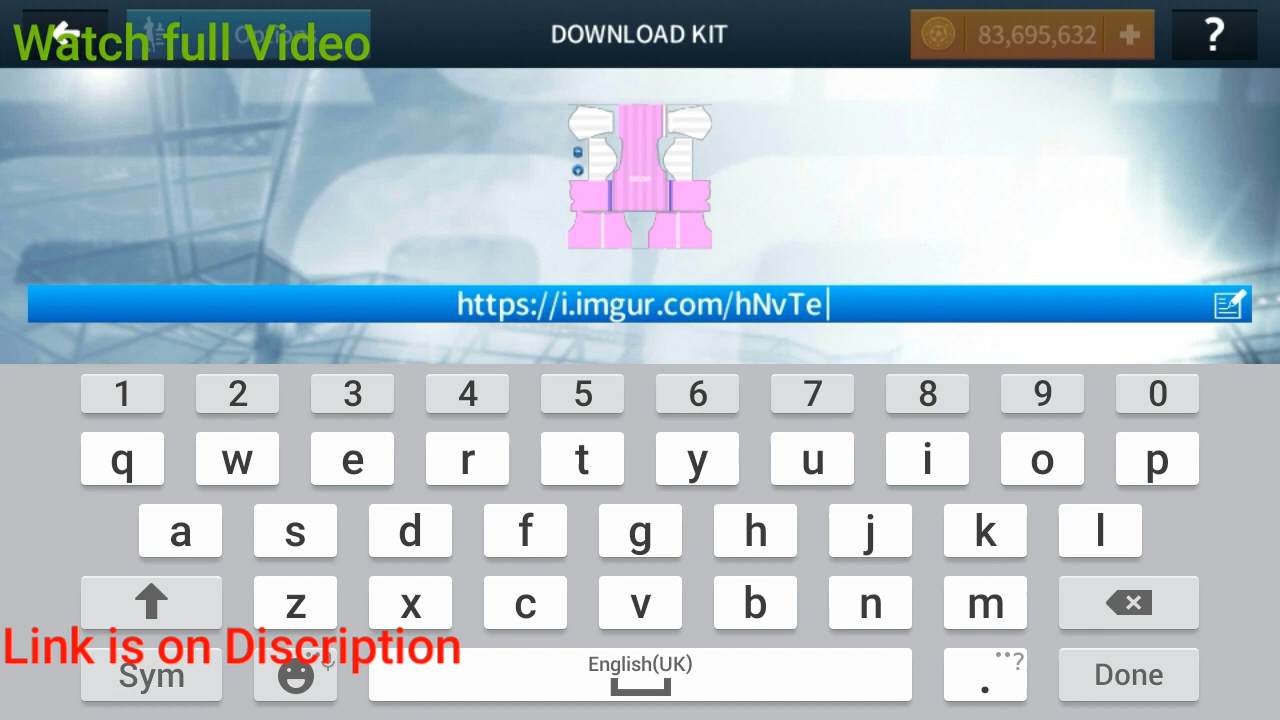 Watch full Video
DOWNLOAD KIT
83,695,632
?
https://i.imgur.com/hNvTe
1 2 3 4 5 6 7 8 9 0
q w e r t y u i o p
a s d f g h j k l
z x c v b n m
Link is on Discription
Sym
English(UK)
. ?
Done